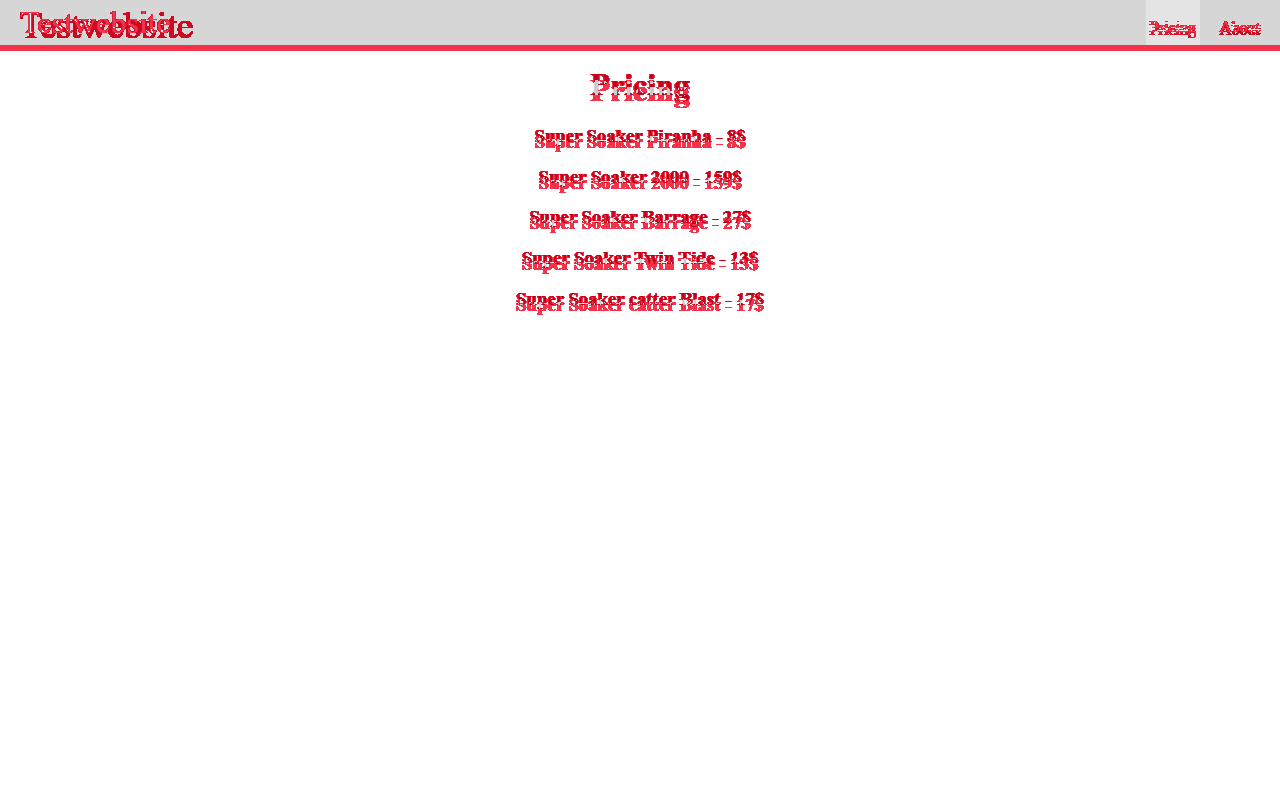 Testwebsite
Pricing About
Pricing
Super Soaker Piranha - 8$
Super Soaker 2000 - 159$
Super Soaker Barrage - 27$
Super Soaker Twin Tide - 13$
Super Soaker catter Blast - 17$